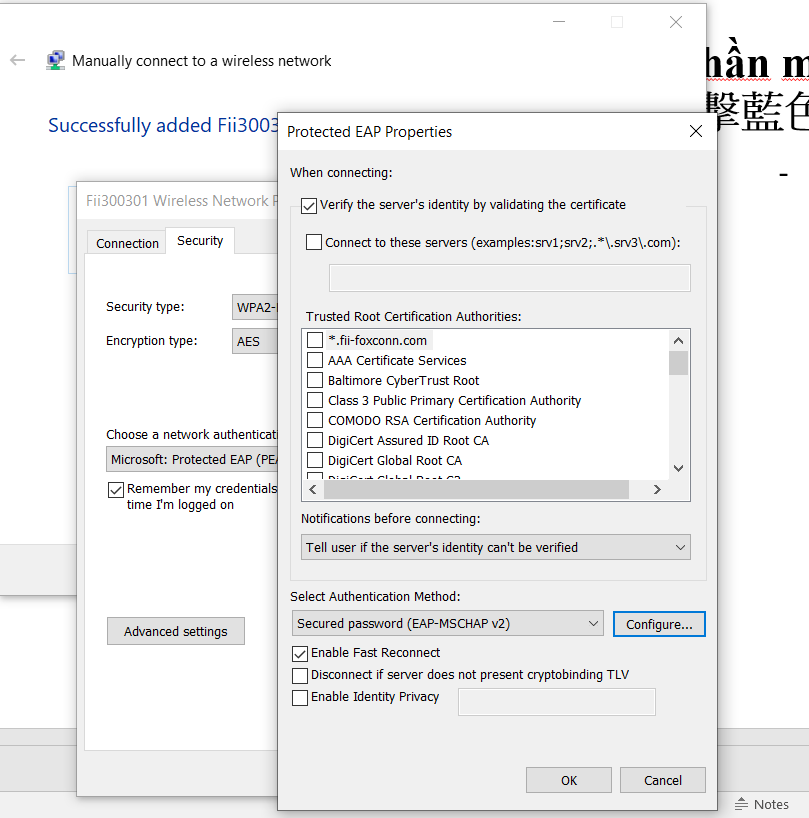 Manually connect to a wireless network
hần m
擊藍色
-
Successfully added Fii3003
Fii300301 Wireless Network P
Connection
Security
Security type:
WPA2-
Encryption type:
AES
Choose a network authenticati
Microsoft: Protected EAP (PEA
Remember my credentials
time I'm logged on
Advanced settings
Protected EAP Properties
When connecting:
Verify the server's identity by validating the certificate
Connect to these servers (examples:srv1;srv2;.*\.srv3\.com):
Trusted Root Certification Authorities:
*.fii-foxconn.com
AAA Certificate Services
Baltimore CyberTrust Root
Class 3 Public Primary Certification Authority
COMODO RSA Certification Authority
DigiCert Assured ID Root CA
DigiCert Global Root CA
Notifications before connecting:
Tell user if the server's identity can't be verified
Select Authentication Method:
Secured password (EAP-MSCHAP v2)
Configure...
Enable Fast Reconnect
Disconnect if server does not present cryptobinding TLV
Enable Identity Privacy
OK
Cancel
Notes